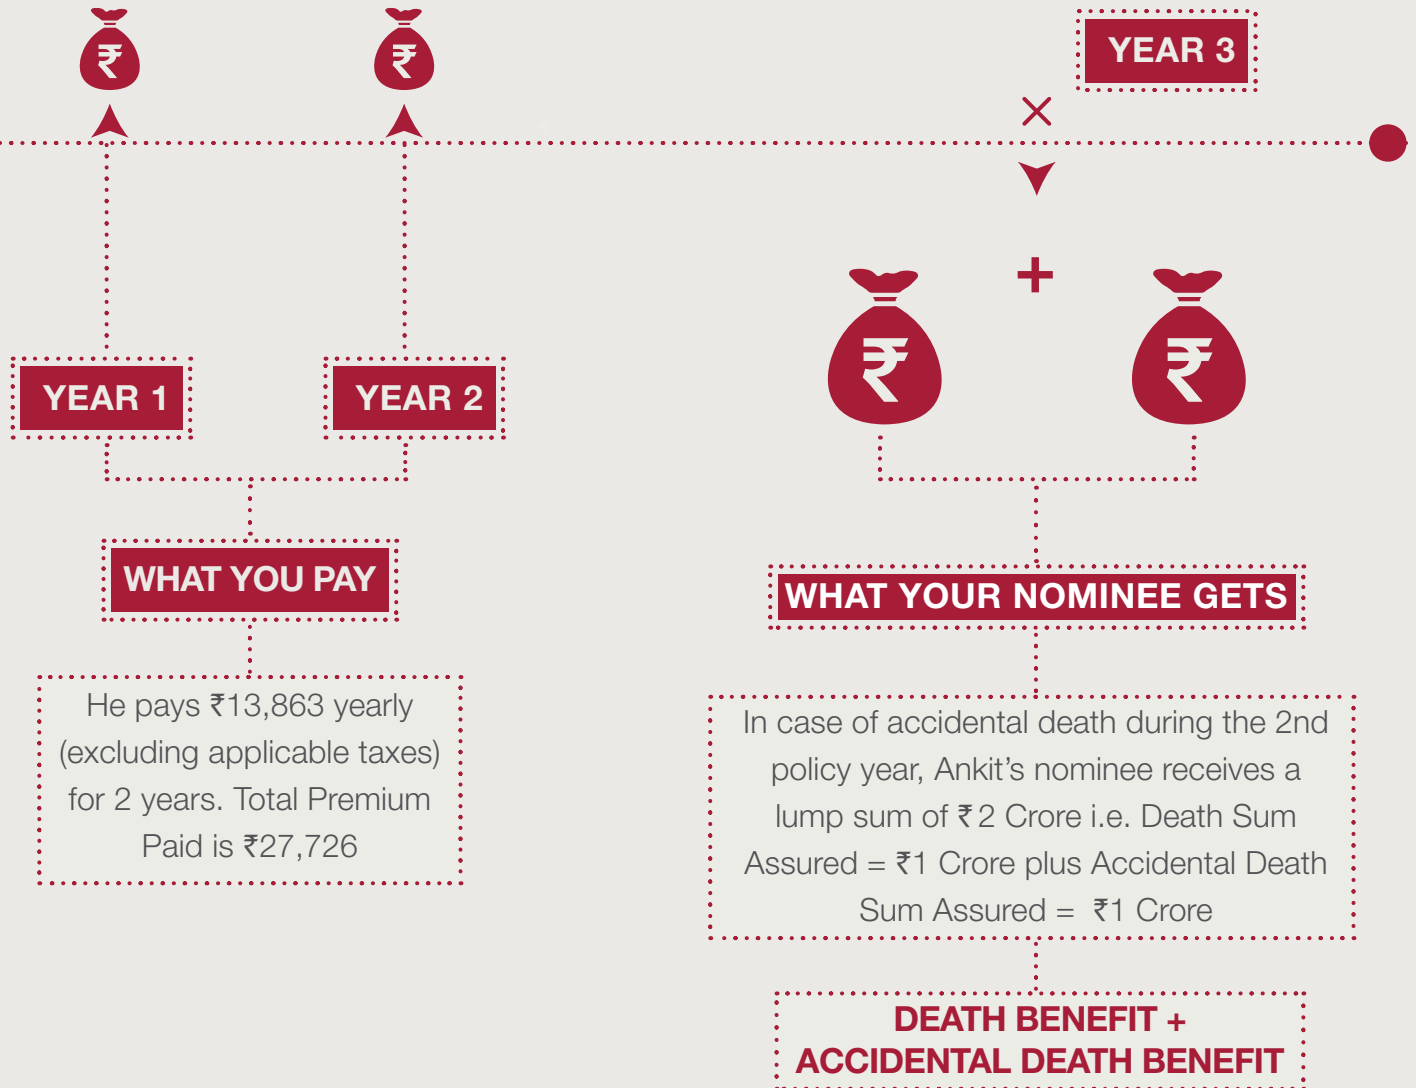 ₹
₹
YEAR 3
₹
₹
YEAR 1
YEAR 2
WHAT YOU PAY
He pays ₹13,863 yearly
(excluding applicable taxes)
for 2 years. Total Premium
Paid is ₹27,726
WHAT YOUR NOMINEE GETS
In case of accidental death during the 2nd
policy year, Ankit’s nominee receives a
lump sum of ₹2 Crore i.e. Death Sum
Assured = ₹1 Crore plus Accidental Death
Sum Assured = ₹1 Crore
DEATH BENEFIT +
ACCIDENTAL DEATH BENEFIT